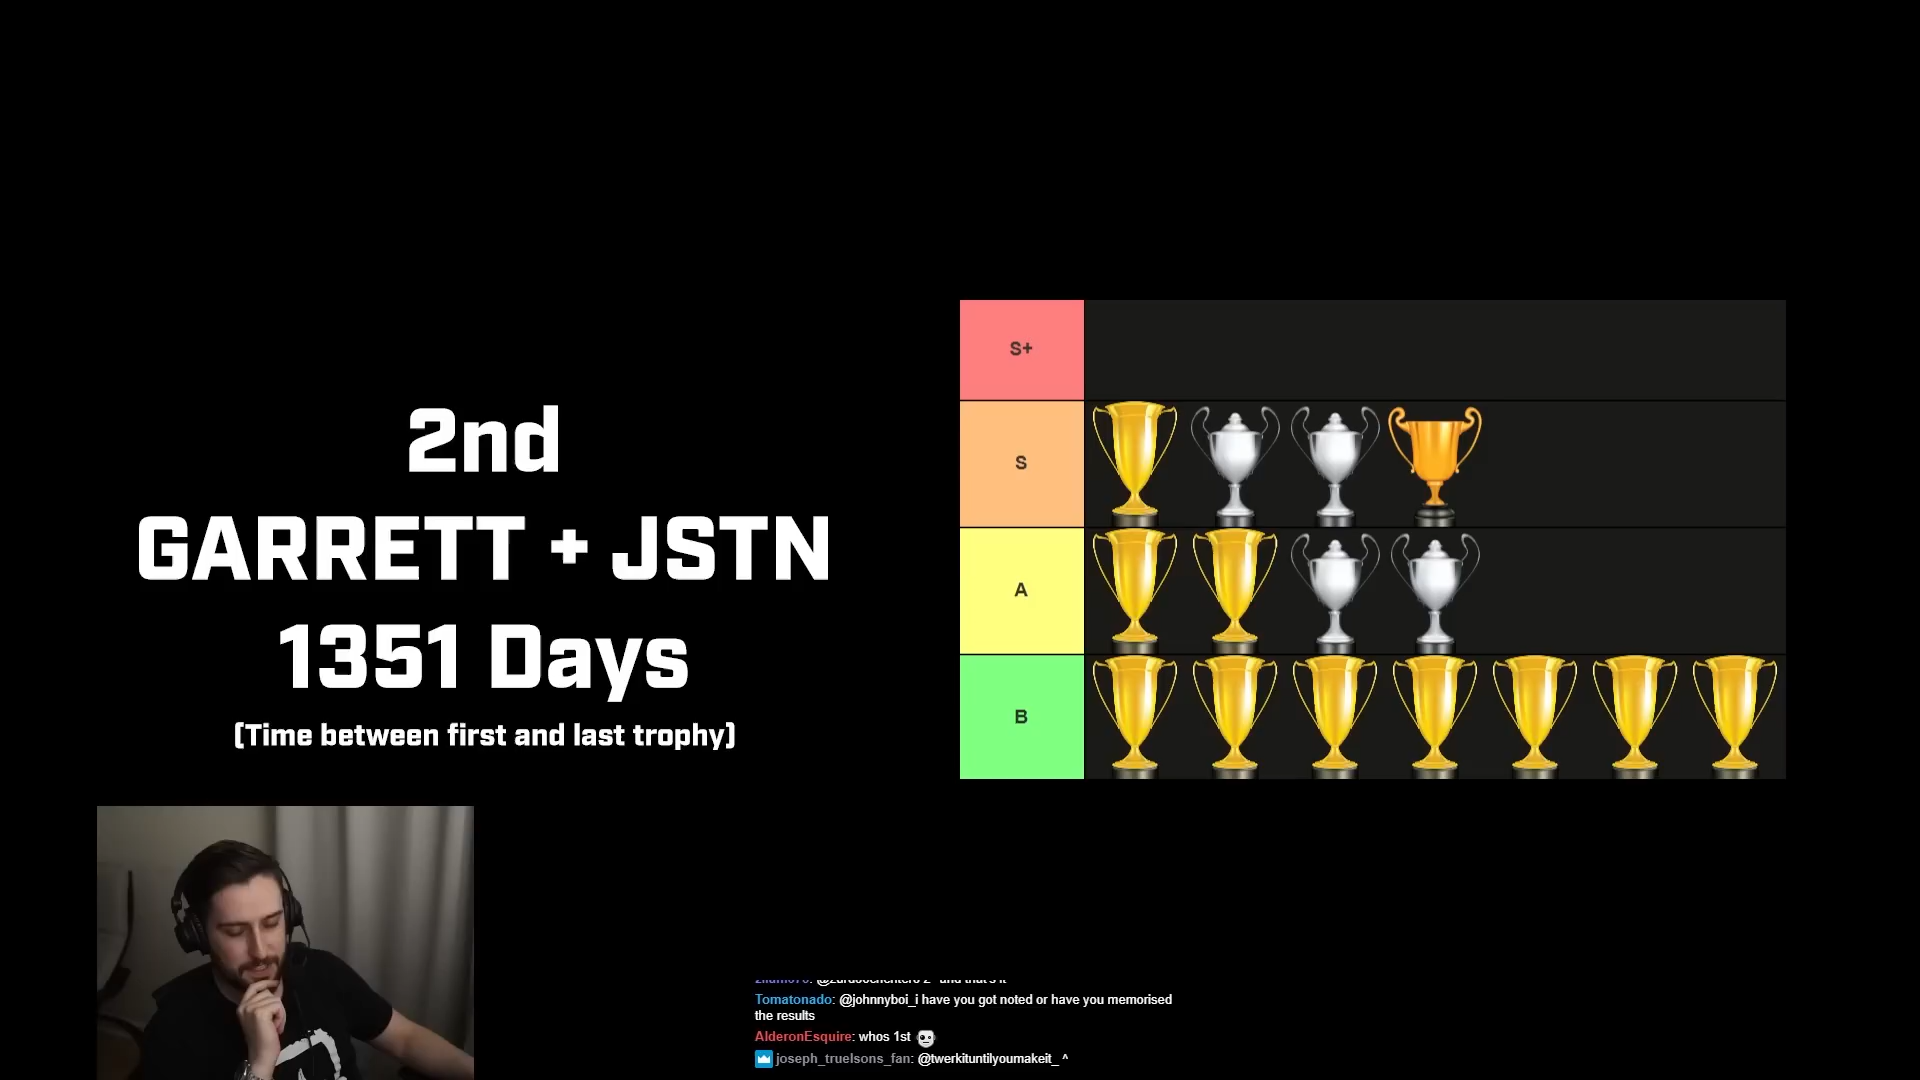 2nd
GARRETT + JSTN
1351 Days
(Time between first and last trophy)
S+
S
A
B
Tomatonado: @johnnyboi_i have you got noted or have you memorised
the results
AlderonEsquire: whos 1st
joseph_truelsons_fan: @twerkituntilyoumakeit_ ^